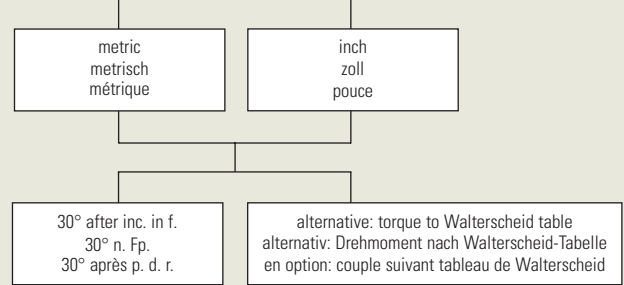 metric
metrisch
métrique
inch
zoll
pouce
30° after inc. in f.
30° n. Fp.
30° après p. d. r.
alternative: torque to Walterscheid table
alternativ: Drehmoment nach Walterscheid-Tabelle
en option: couple suivant tableau de Walterscheid